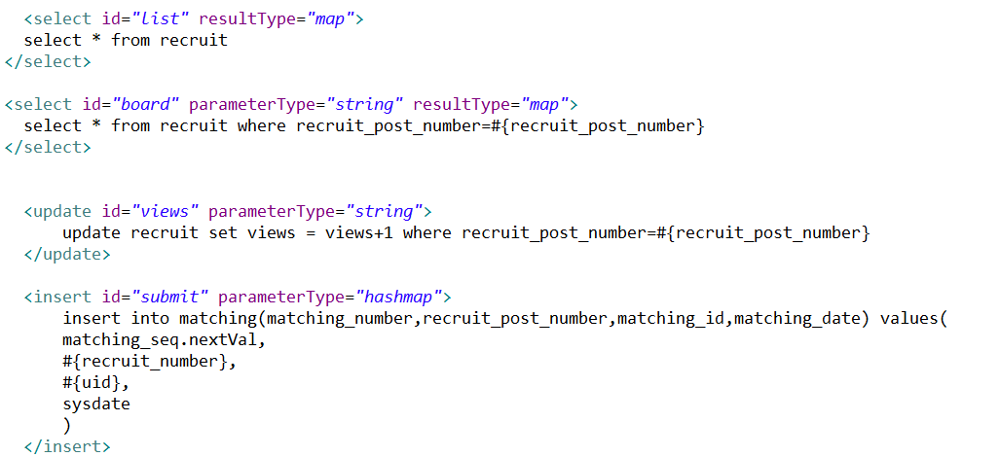 <select id="list" resultType="map">
select * from recruit
</select>
<select id="board" parameterType="string" resultType="map">
select * from recruit where recruit_post_number=#{recruit_post_number}
</select>
<update id="views" parameterType="string">
update recruit set views = views+1 where recruit_post_number=#{recruit_post_number}
</update>
<insert id="submit" parameterType="hashmap">
insert into matching(matching_number,recruit_post_number,matching_id,matching_date) values(
matching_seq.nextVal,
#{recruit_number},
#{uid},
sysdate
)
</insert>